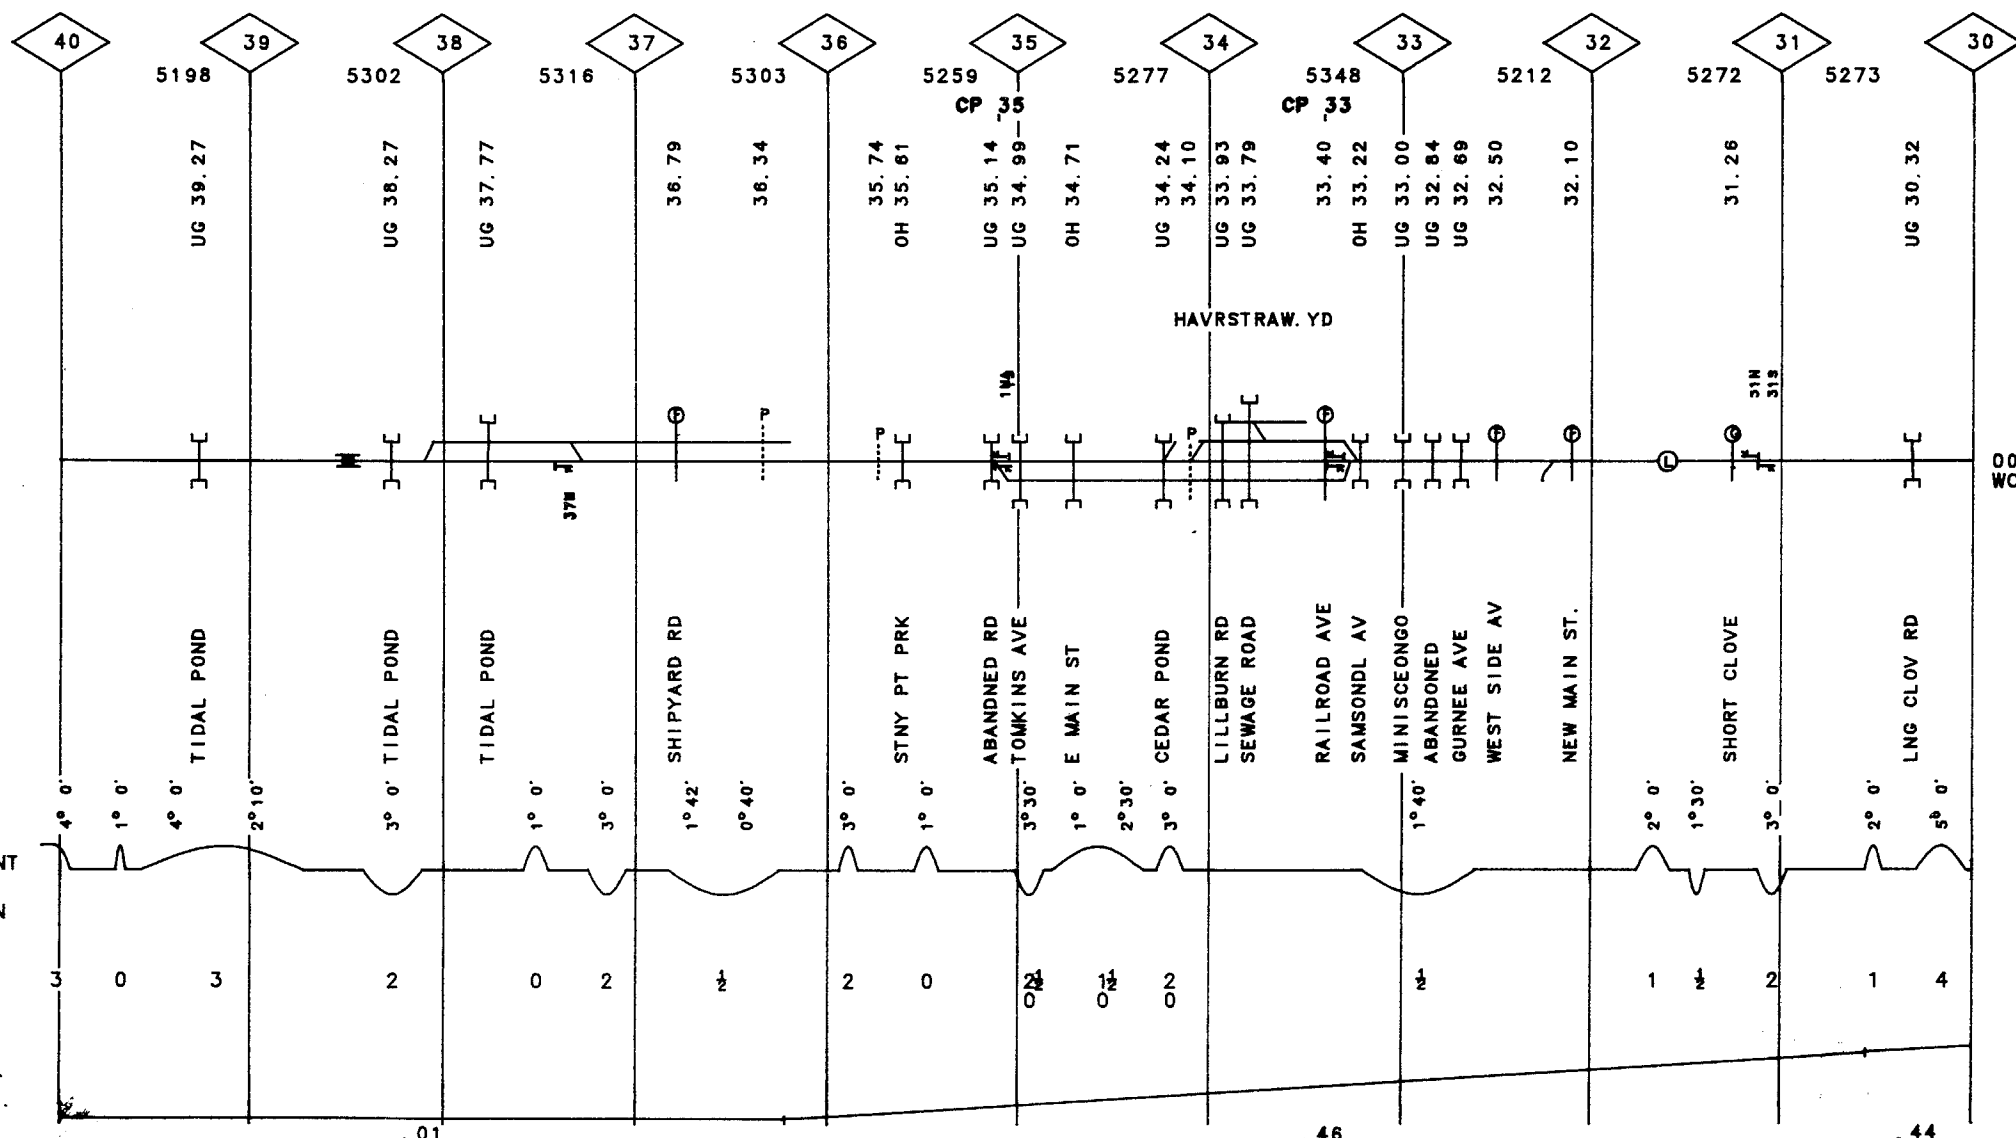 40 39 38 37 36 35 34 33 32 31 30
5198 5302 5316 5303 5259 5277 5348 5212 5272 5273
CP 35 CP 33
UG 39.27
UG 38.27
UG 37.77
36.79
36.34
35.74
OH 35.61
UG 35.14
UG 34.99
OH 34.71
UG 34.24
34.10
UG 33.93
UG 33.79
33.40
OH 33.22
UG 33.00
UG 32.84
UG 32.69
32.50
32.10
31.26
UG 30.32
HAVRSTRAW. YD
31N
31S
F P P P F F F G L
37N
00
WC
TIDAL POND
TIDAL POND
TIDAL POND
SHIPYARD RD
STNY PT PRK
ABANDNED RD
TOMKINS AVE
E MAIN ST
CEDAR POND
LILLBURN RD
SEWAGE ROAD
RAILROAD AVE
SAMSONDL AV
MINISCEONGO
ABANDONED
GURNEE AVE
WEST SIDE AV
NEW MAIN ST.
SHORT CLOVE
LNG CLOV RD
4° 0' 1° 0' 4° 0' 2°10' 3° 0' 1° 0' 3° 0' 1°42' 0°40' 3° 0' 1° 0' 3°30' 1° 0' 2°30' 3° 0' 1°40' 2° 0' 1°30' 3° 0' 2° 0' 5° 0'
NT
N
3 0 3 2 0 2 ½ 2 0 2½ 1½ 2 ½ 1 ½ 2 1 4
0 0 0
.01 .46 .44